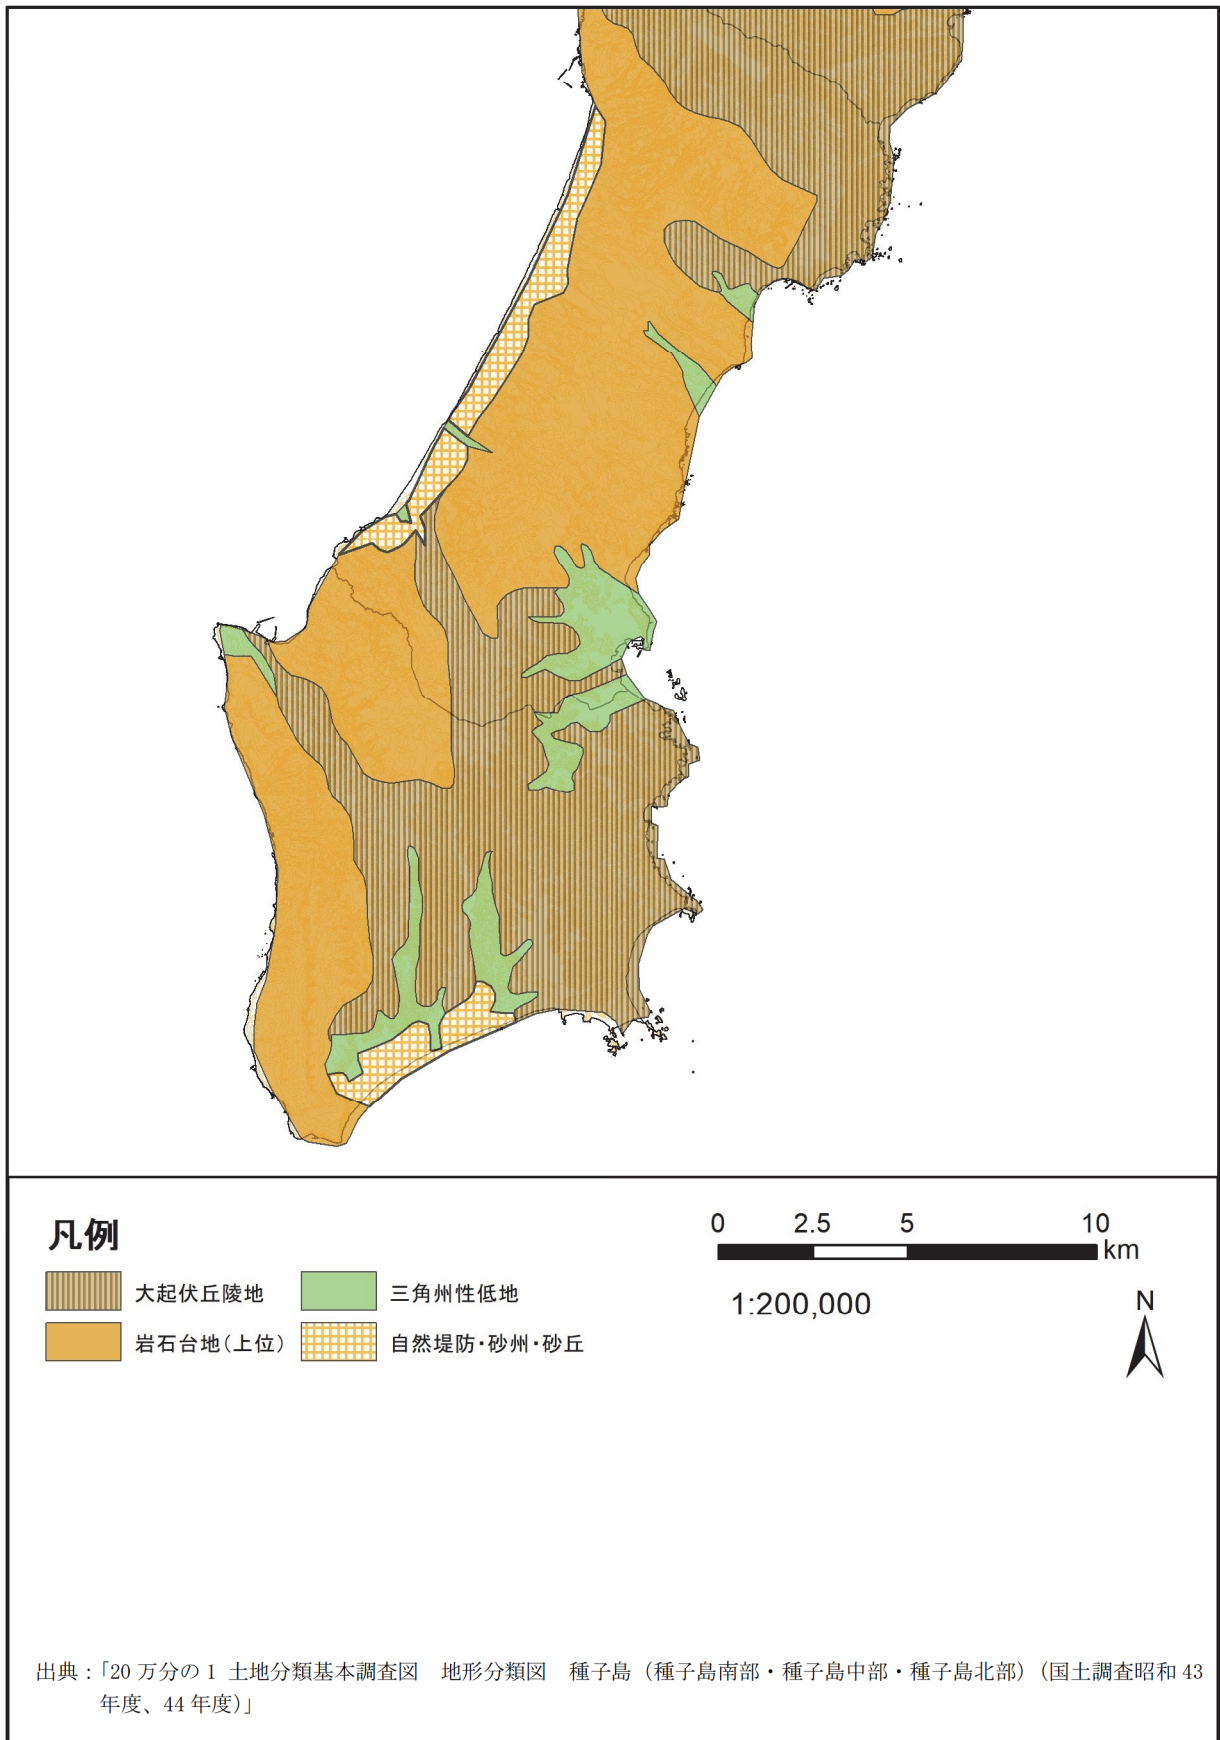 凡例
大起伏丘陵地
三角州性低地
岩石台地(上位)
自然堤防・砂州・砂丘
0 2.5 5 10
km
1:200,000
N
出典：「20 万分の 1 土地分類基本調査図　地形分類図　種子島（種子島南部・種子島中部・種子島北部）（国土調査昭和 43
年度、44 年度)」